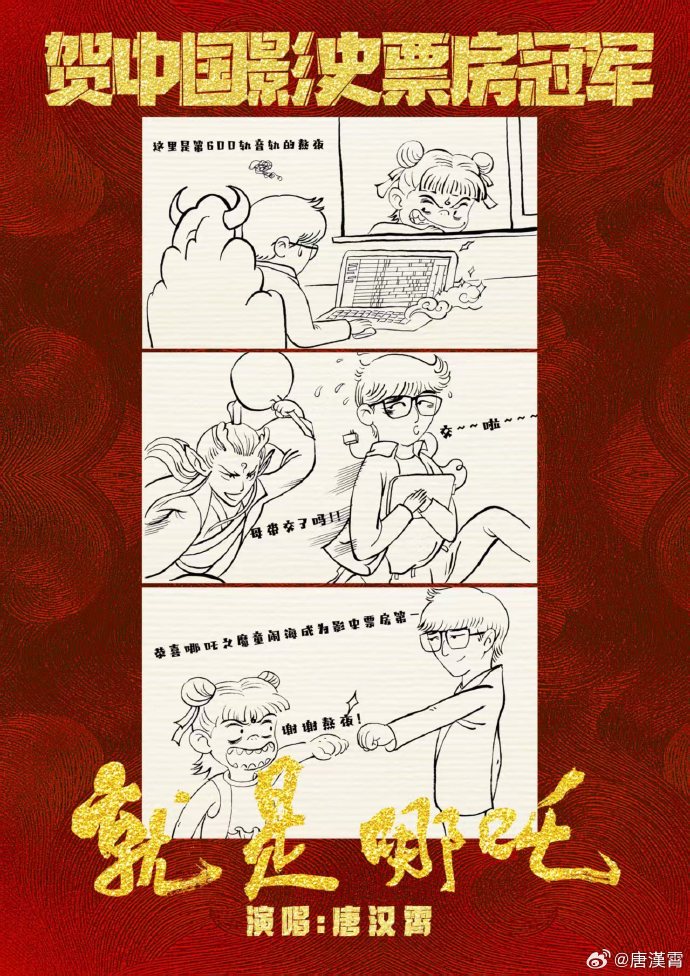 贺中国影史票房冠军
这里是第600轨音轨的熬夜
交~~啦~~~
母带交了吗!!
恭喜哪吒之魔童闹海成为影史票房第一
谢谢熬夜!
就是哪吒
演唱:唐汉霄
@唐漢霄